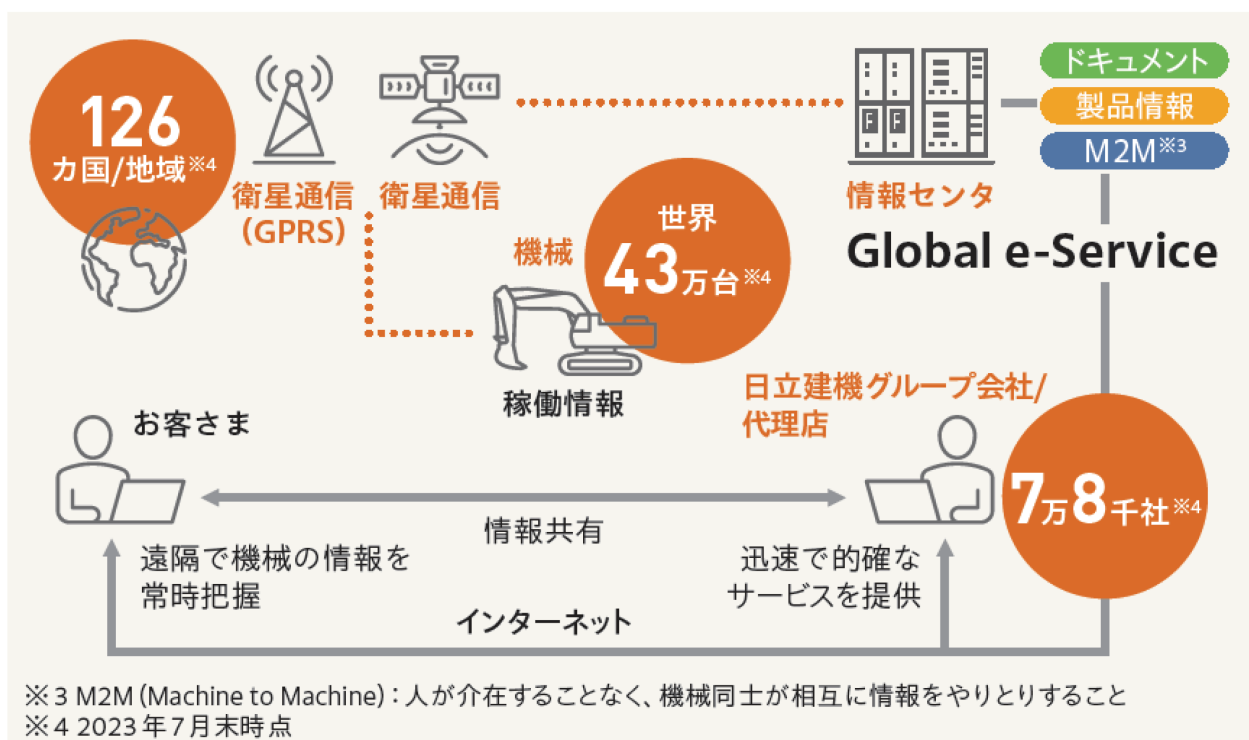 126
カ国/地域※4
衛星通信
(GPRS)
衛星通信
情報センタ
ドキュメント
製品情報
M2M※3
Global e-Service
機械
世界
43万台※4
稼働情報
日立建機グループ会社/
代理店
7万8千社※4
お客さま
情報共有
遠隔で機械の情報を
常時把握
迅速で的確な
サービスを提供
インターネット
※3 M2M(Machine to Machine):人が介在することなく、機械同士が相互に情報をやりとりすること
※4 2023年7月末時点